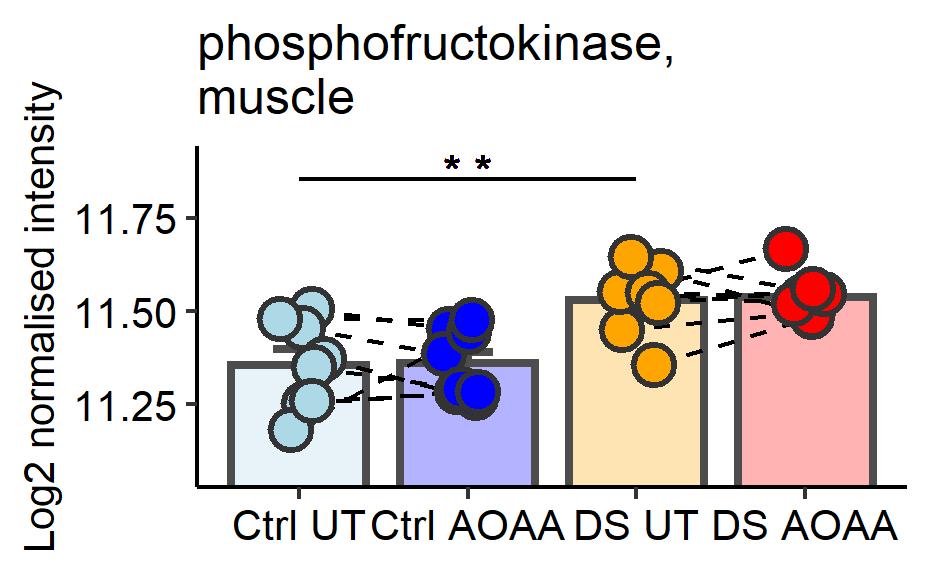 phosphofructokinase,
muscle
Log2 normalised intensity
* *
11.75
11.50
11.25
Ctrl UT
Ctrl AOAA
DS UT
DS AOAA